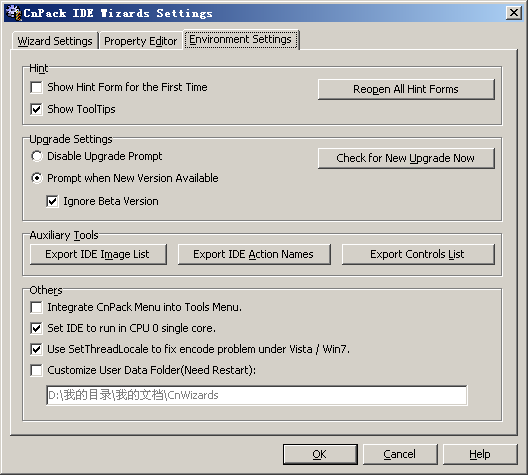 CnPack IDE Wizards Settings
Wizard Settings Property Editor Environment Settings
Hint
Show Hint Form for the First Time
Reopen All Hint Forms
Show ToolTips
Upgrade Settings
Disable Upgrade Prompt
Check for New Upgrade Now
Prompt when New Version Available
Ignore Beta Version
Auxiliary Tools
Export IDE Image List Export IDE Action Names Export Controls List
Others
Integrate CnPack Menu into Tools Menu.
Set IDE to run in CPU 0 single core.
Use SetThreadLocale to fix encode problem under Vista / Win7.
Customize User Data Folder(Need Restart):
D:\我的目录\我的文档\CnWizards
OK Cancel Help